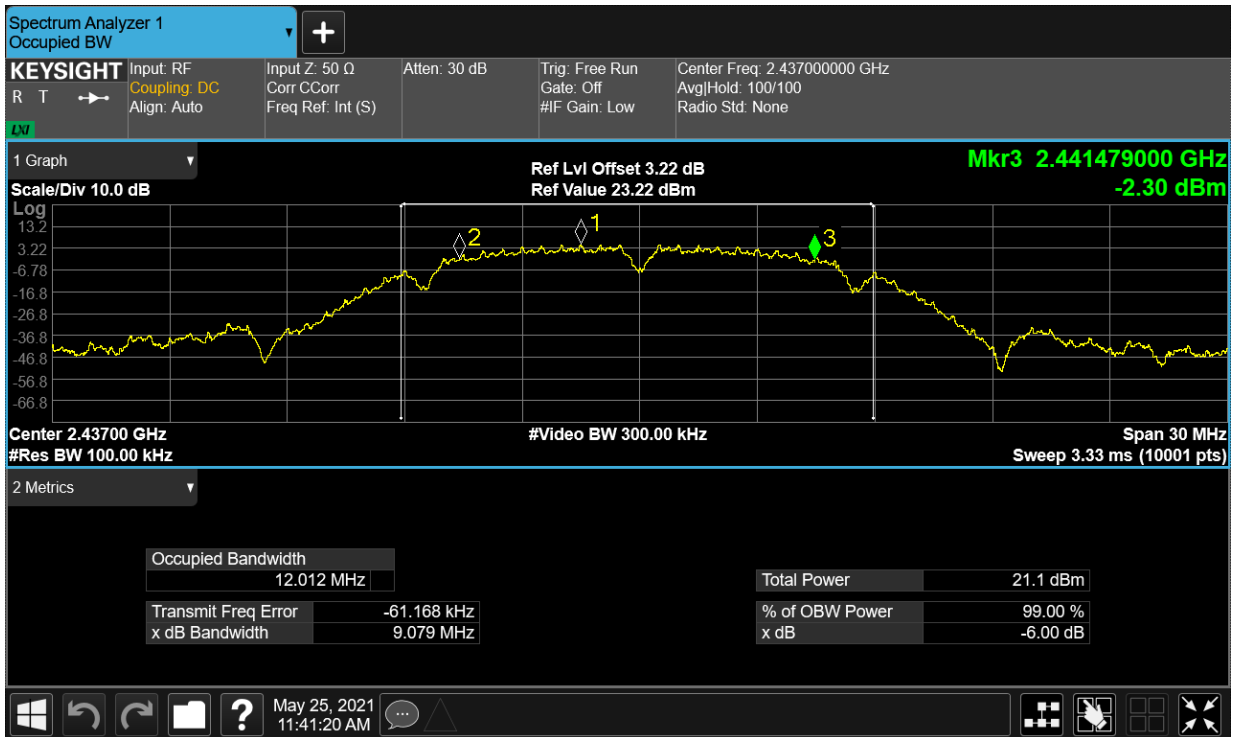 Spectrum Analyzer 1
Occupied BW
KEYSIGHT
R T
LXI
Input: RF
Coupling: DC
Align: Auto
Input Z: 50 Ω
Corr CCorr
Freq Ref: Int (S)
Atten: 30 dB
Trig: Free Run
Gate: Off
#IF Gain: Low
Center Freq: 2.437000000 GHz
Avg|Hold: 100/100
Radio Std: None
1 Graph
Scale/Div 10.0 dB
Ref Lvl Offset 3.22 dB
Ref Value 23.22 dBm
Mkr3 2.441479000 GHz
-2.30 dBm
Log
13.2
3.22
-6.78
-16.8
-26.8
-36.8
-46.8
-56.8
-66.8
2
1
3
Center 2.43700 GHz
#Video BW 300.00 kHz
Span 30 MHz
#Res BW 100.00 kHz
Sweep 3.33 ms (10001 pts)
2 Metrics
Occupied Bandwidth
12.012 MHz
Transmit Freq Error -61.168 kHz
x dB Bandwidth 9.079 MHz
Total Power 21.1 dBm
% of OBW Power 99.00 %
x dB -6.00 dB
?
May 25, 2021
11:41:20 AM